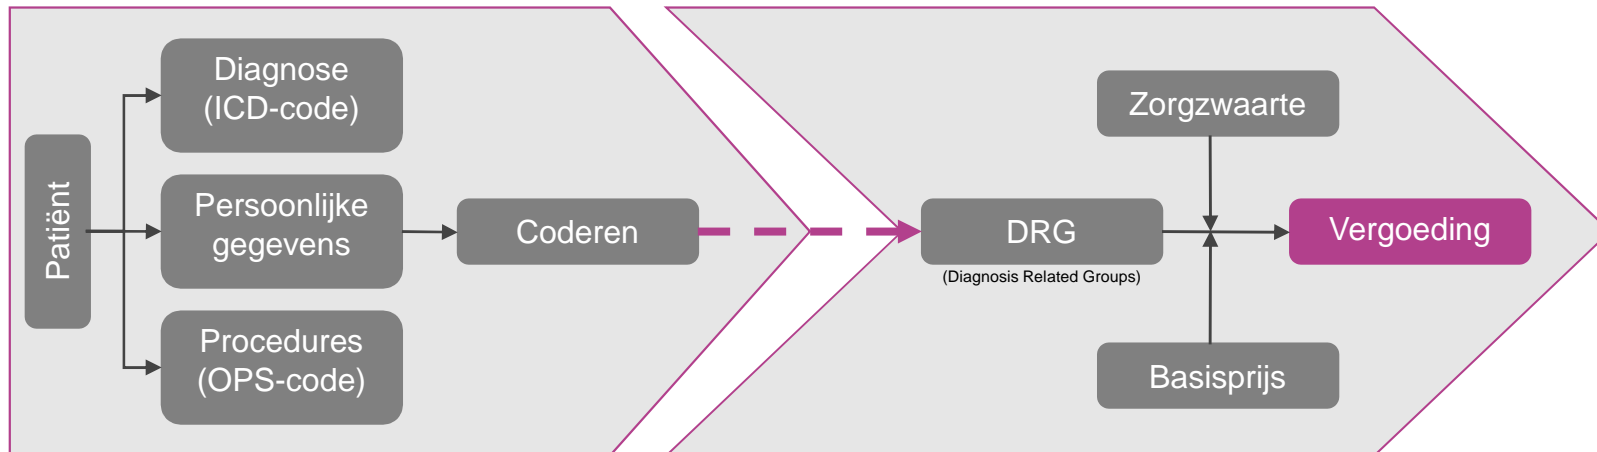 Patiënt
Diagnose
(ICD-code)
Persoonlijke
gegevens
Procedures
(OPS-code)
Coderen
DRG
(Diagnosis Related Groups)
Zorgzwaarte
Basisprijs
Vergoeding